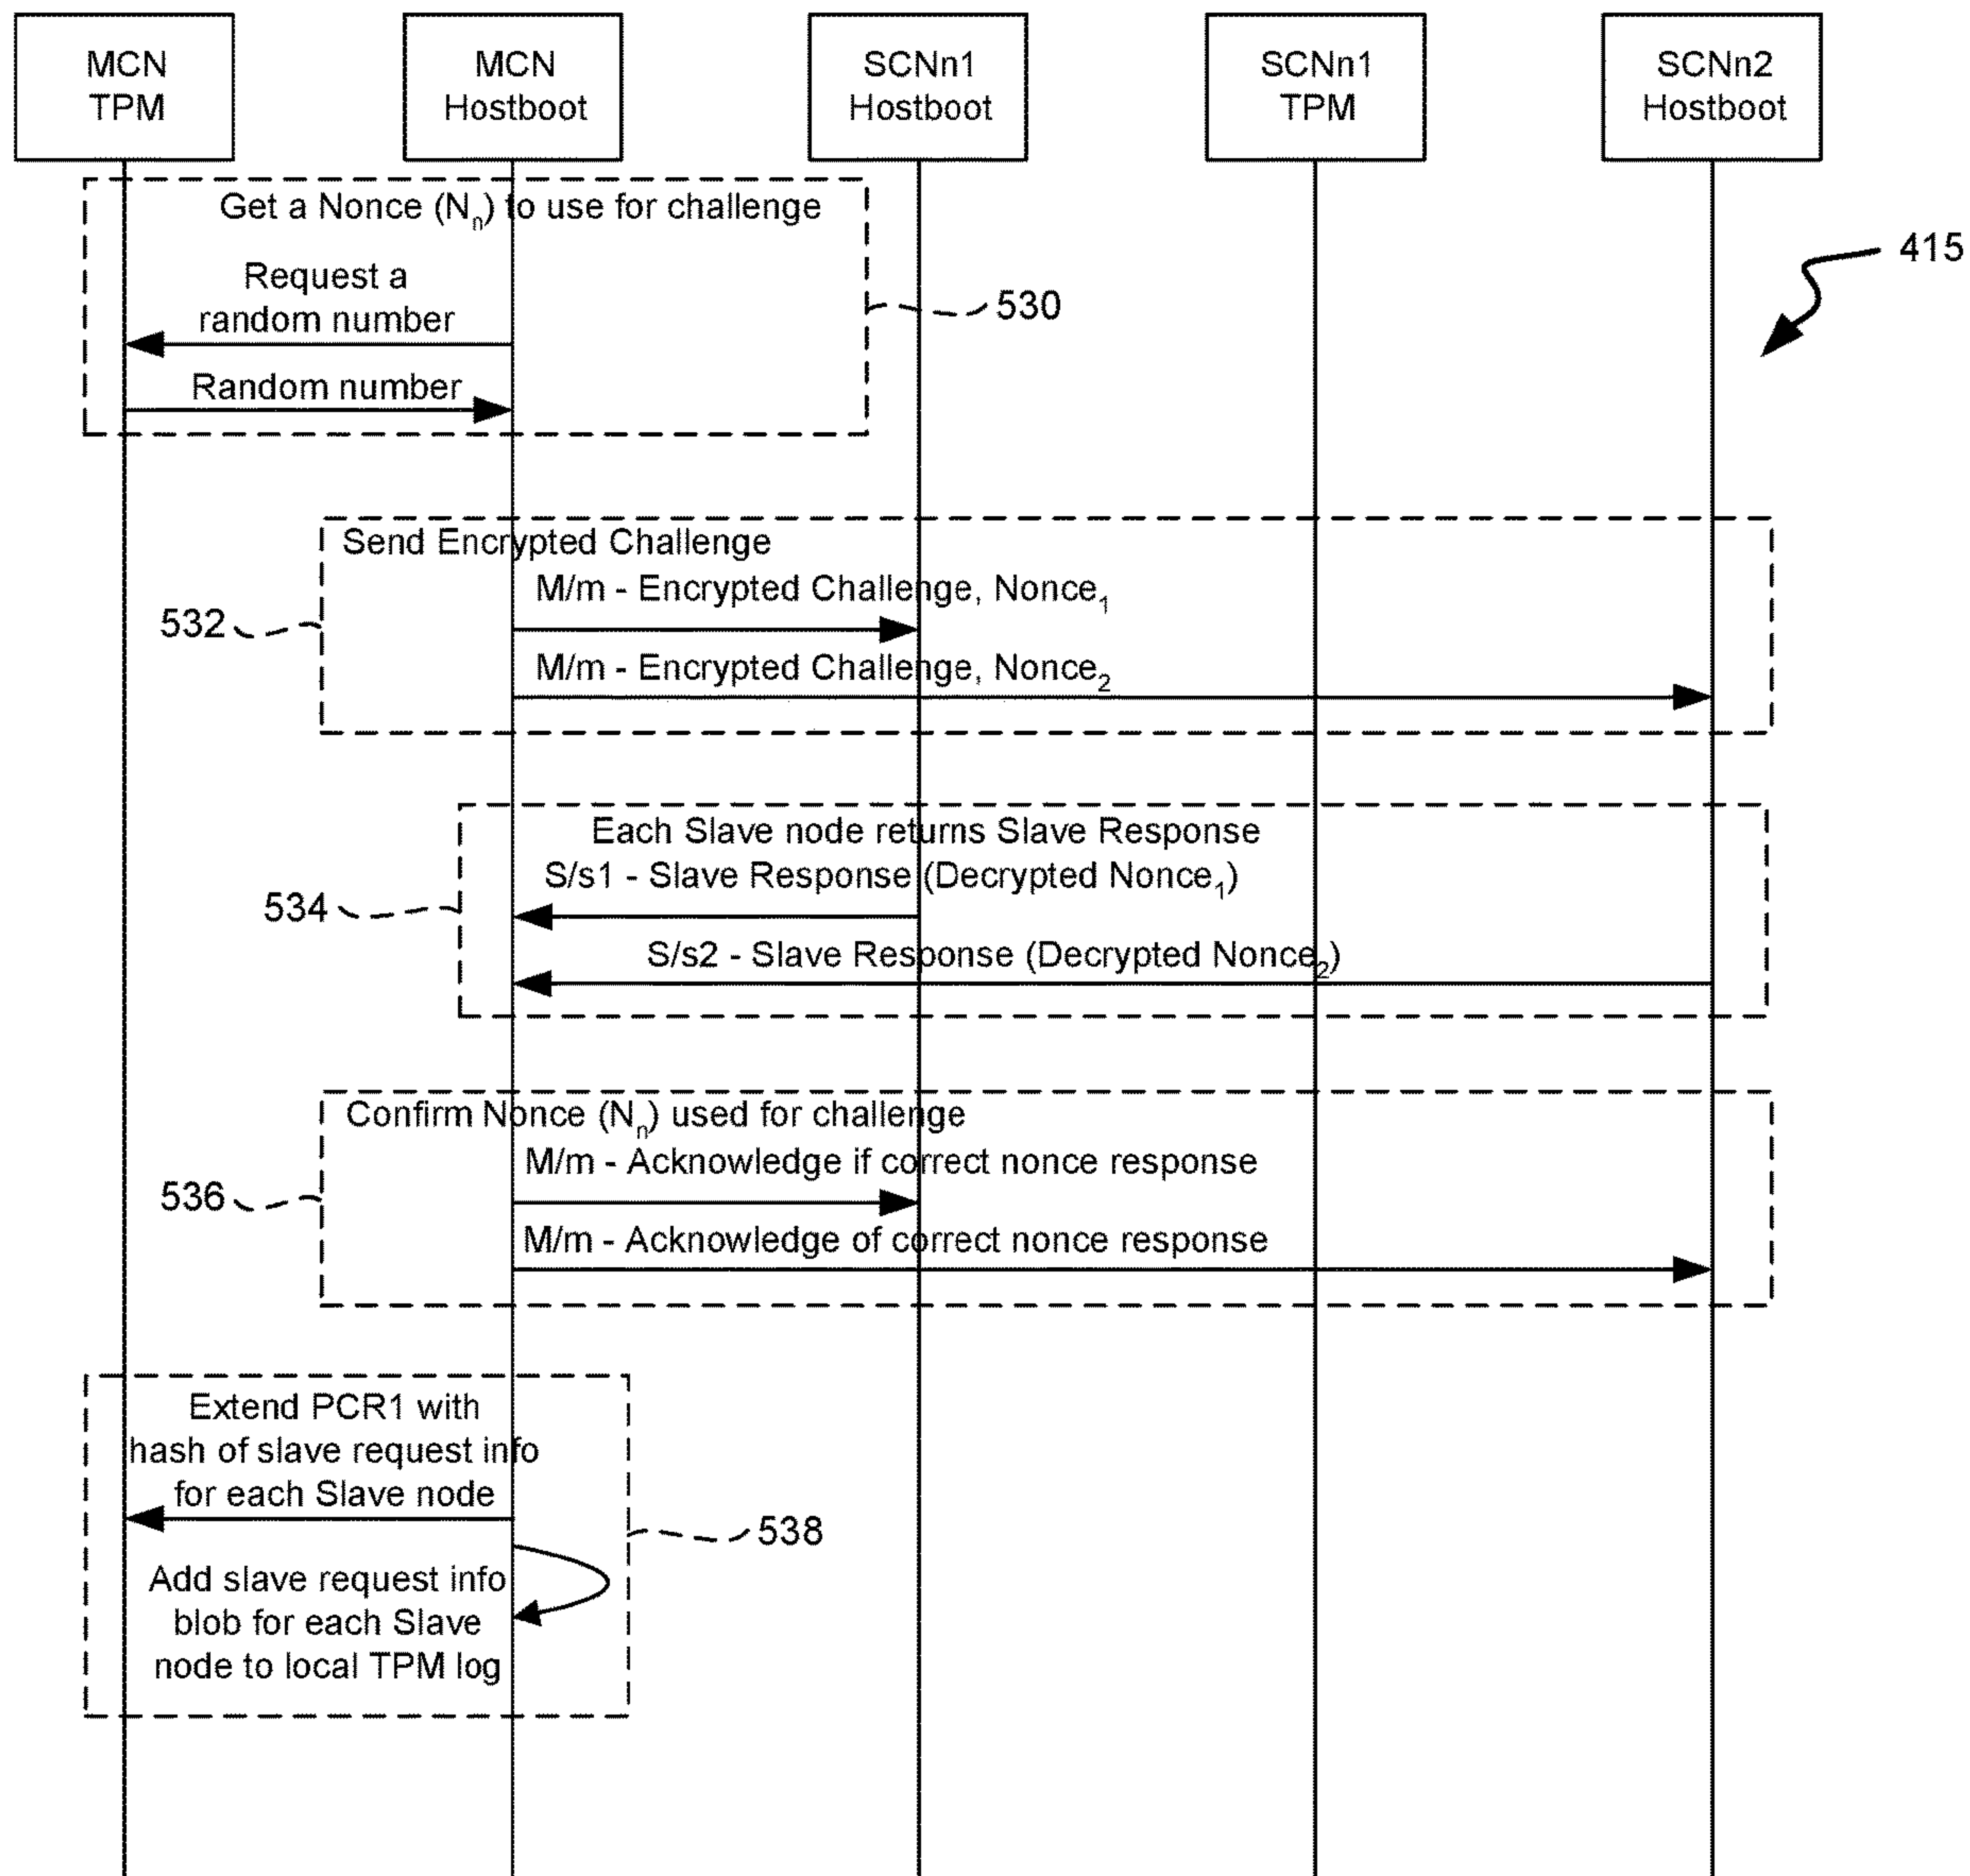 MCN
TPM
MCN
Hostboot
SCNn1
Hostboot
SCNn1
TPM
SCNn2
Hostboot
Get a Nonce (Nn) to use for challenge
415
Request a
random number
530
Random number
Send Encrypted Challenge
M/m - Encrypted Challenge, Nonce1
532
M/m - Encrypted Challenge, Nonce2
Each Slave node returns Slave Response
S/s1 - Slave Response (Decrypted Nonce1)
534
S/s2 - Slave Response (Decrypted Nonce2)
Confirm Nonce (Nn) used for challenge
M/m - Acknowledge if correct nonce response
536
M/m - Acknowledge of correct nonce response
Extend PCR1 with
hash of slave request info
for each Slave node
538
Add slave request info
blob for each Slave
node to local TPM log